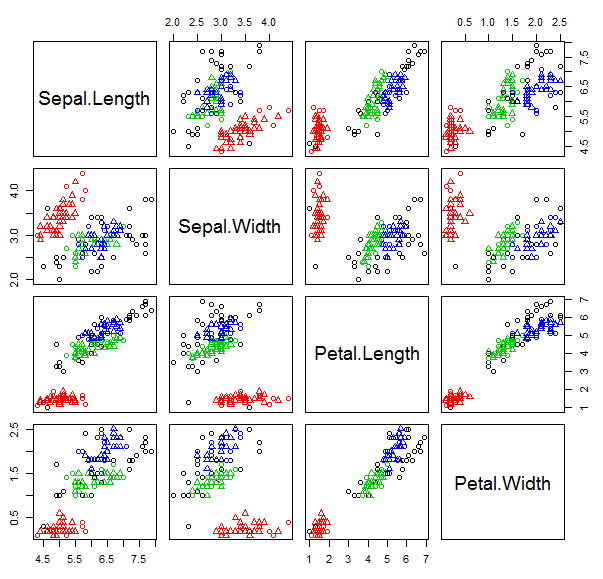 2.0 2.5 3.0 3.5 4.0
0.5 1.0 1.5 2.0 2.5
Sepal.Length
4.5 5.5 6.5 7.5
2.0 3.0 4.0
Sepal.Width
Petal.Length
1 2 3 4 5 6 7
0.5 1.5 2.5
Petal.Width
4.5 5.5 6.5 7.5
1 2 3 4 5 6 7